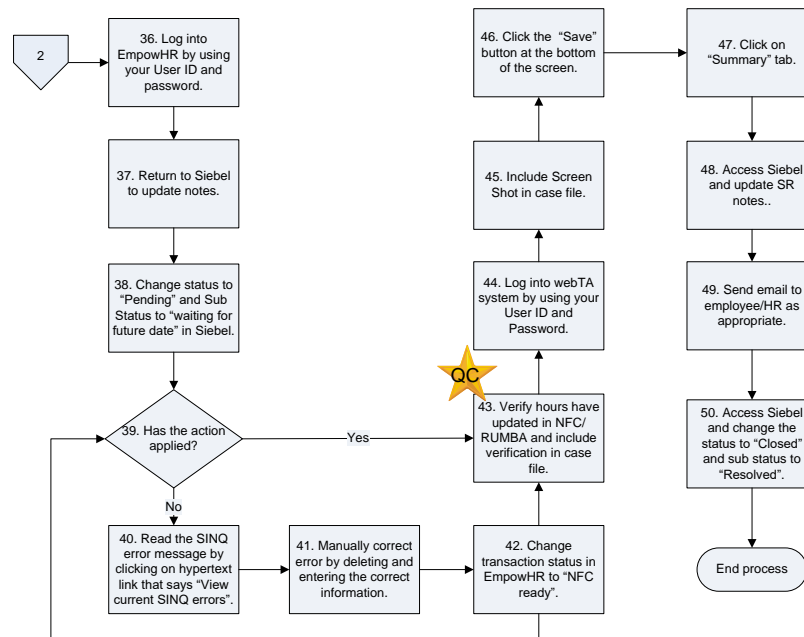 2
36. Log into
EmpowHR by using
your User ID and
password.
37. Return to Siebel
to update notes.
38. Change status to
“Pending” and Sub
Status to “waiting for
future date” in Siebel.
39. Has the action
applied?
Yes
No
40. Read the SINQ
error message by
clicking on hypertext
link that says “View
current SINQ errors”.
41. Manually correct
error by deleting and
entering the correct
information.
42. Change
transaction status in
EmpowHR to “NFC
ready”.
QC
43. Verify hours have
updated in NFC/
RUMBA and include
verification in case
file.
44. Log into webTA
system by using your
User ID and
Password.
45. Include Screen
Shot in case file.
46. Click the “Save”
button at the bottom
of the screen.
47. Click on
“Summary” tab.
48. Access Siebel
and update SR
notes..
49. Send email to
employee/HR as
appropriate.
50. Access Siebel
and change the
status to “Closed”
and sub status to
“Resolved”.
End process